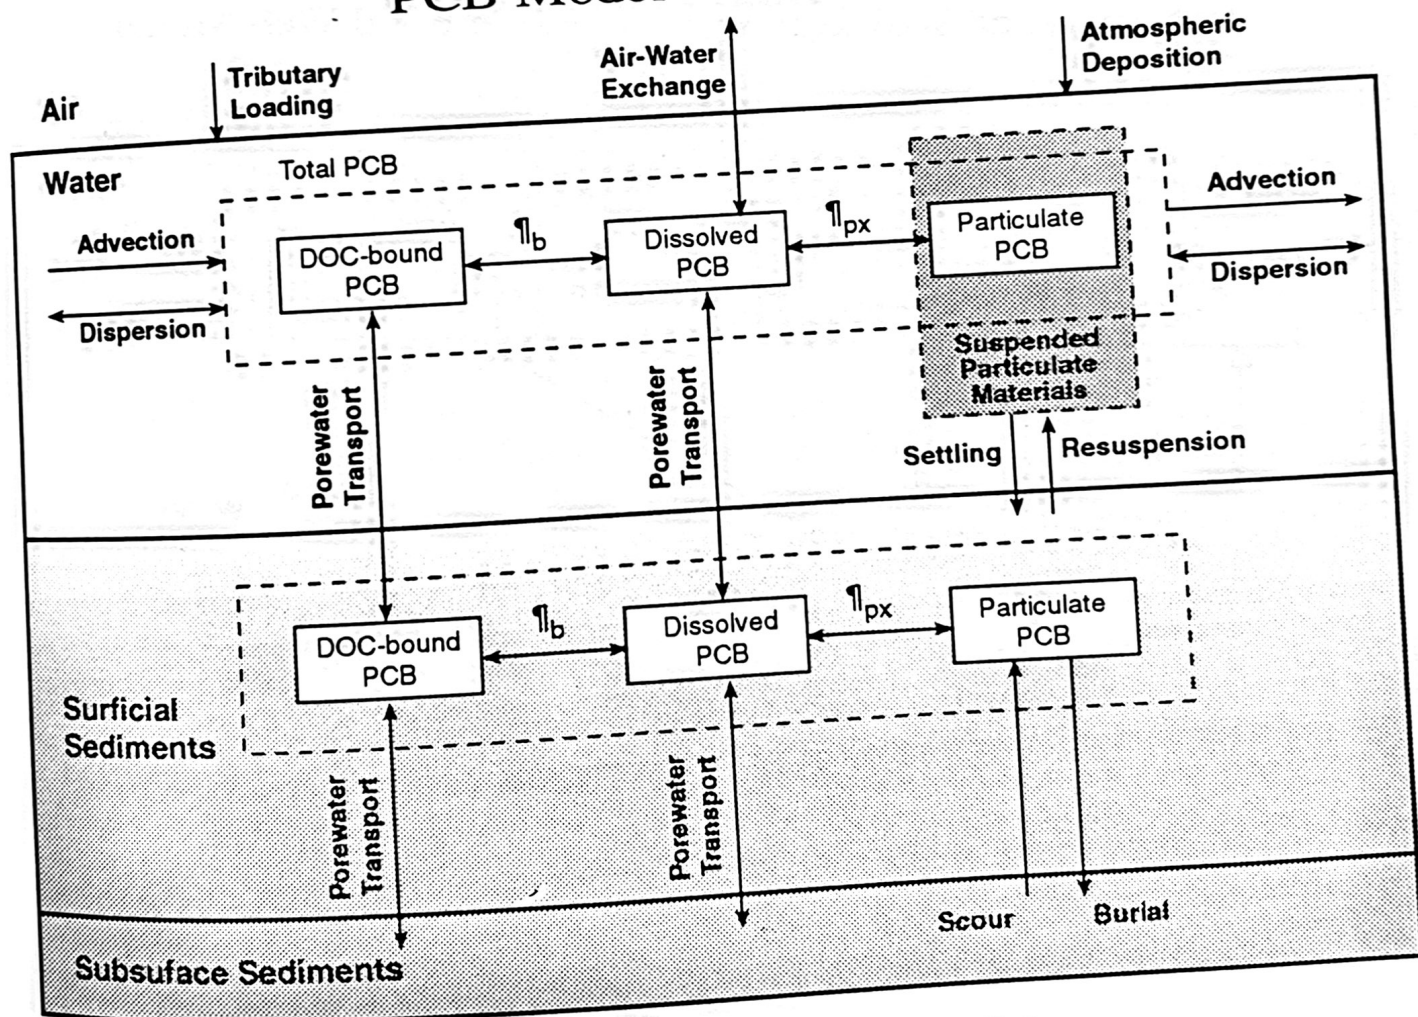 PCB Model
Air
Tributary
Loading
Air-Water
Exchange
Atmospheric
Deposition
Water
Total PCB
Advection
Dispersion
DOC-bound
PCB
¶b
Dissolved
PCB
¶px
Particulate
PCB
Advection
Dispersion
Suspended
Particulate
Materials
Porewater
Transport
Porewater
Transport
Settling
Resuspension
DOC-bound
PCB
¶b
Dissolved
PCB
¶px
Particulate
PCB
Surficial
Sediments
Porewater
Transport
Porewater
Transport
Scour
Burial
Subsuface Sediments